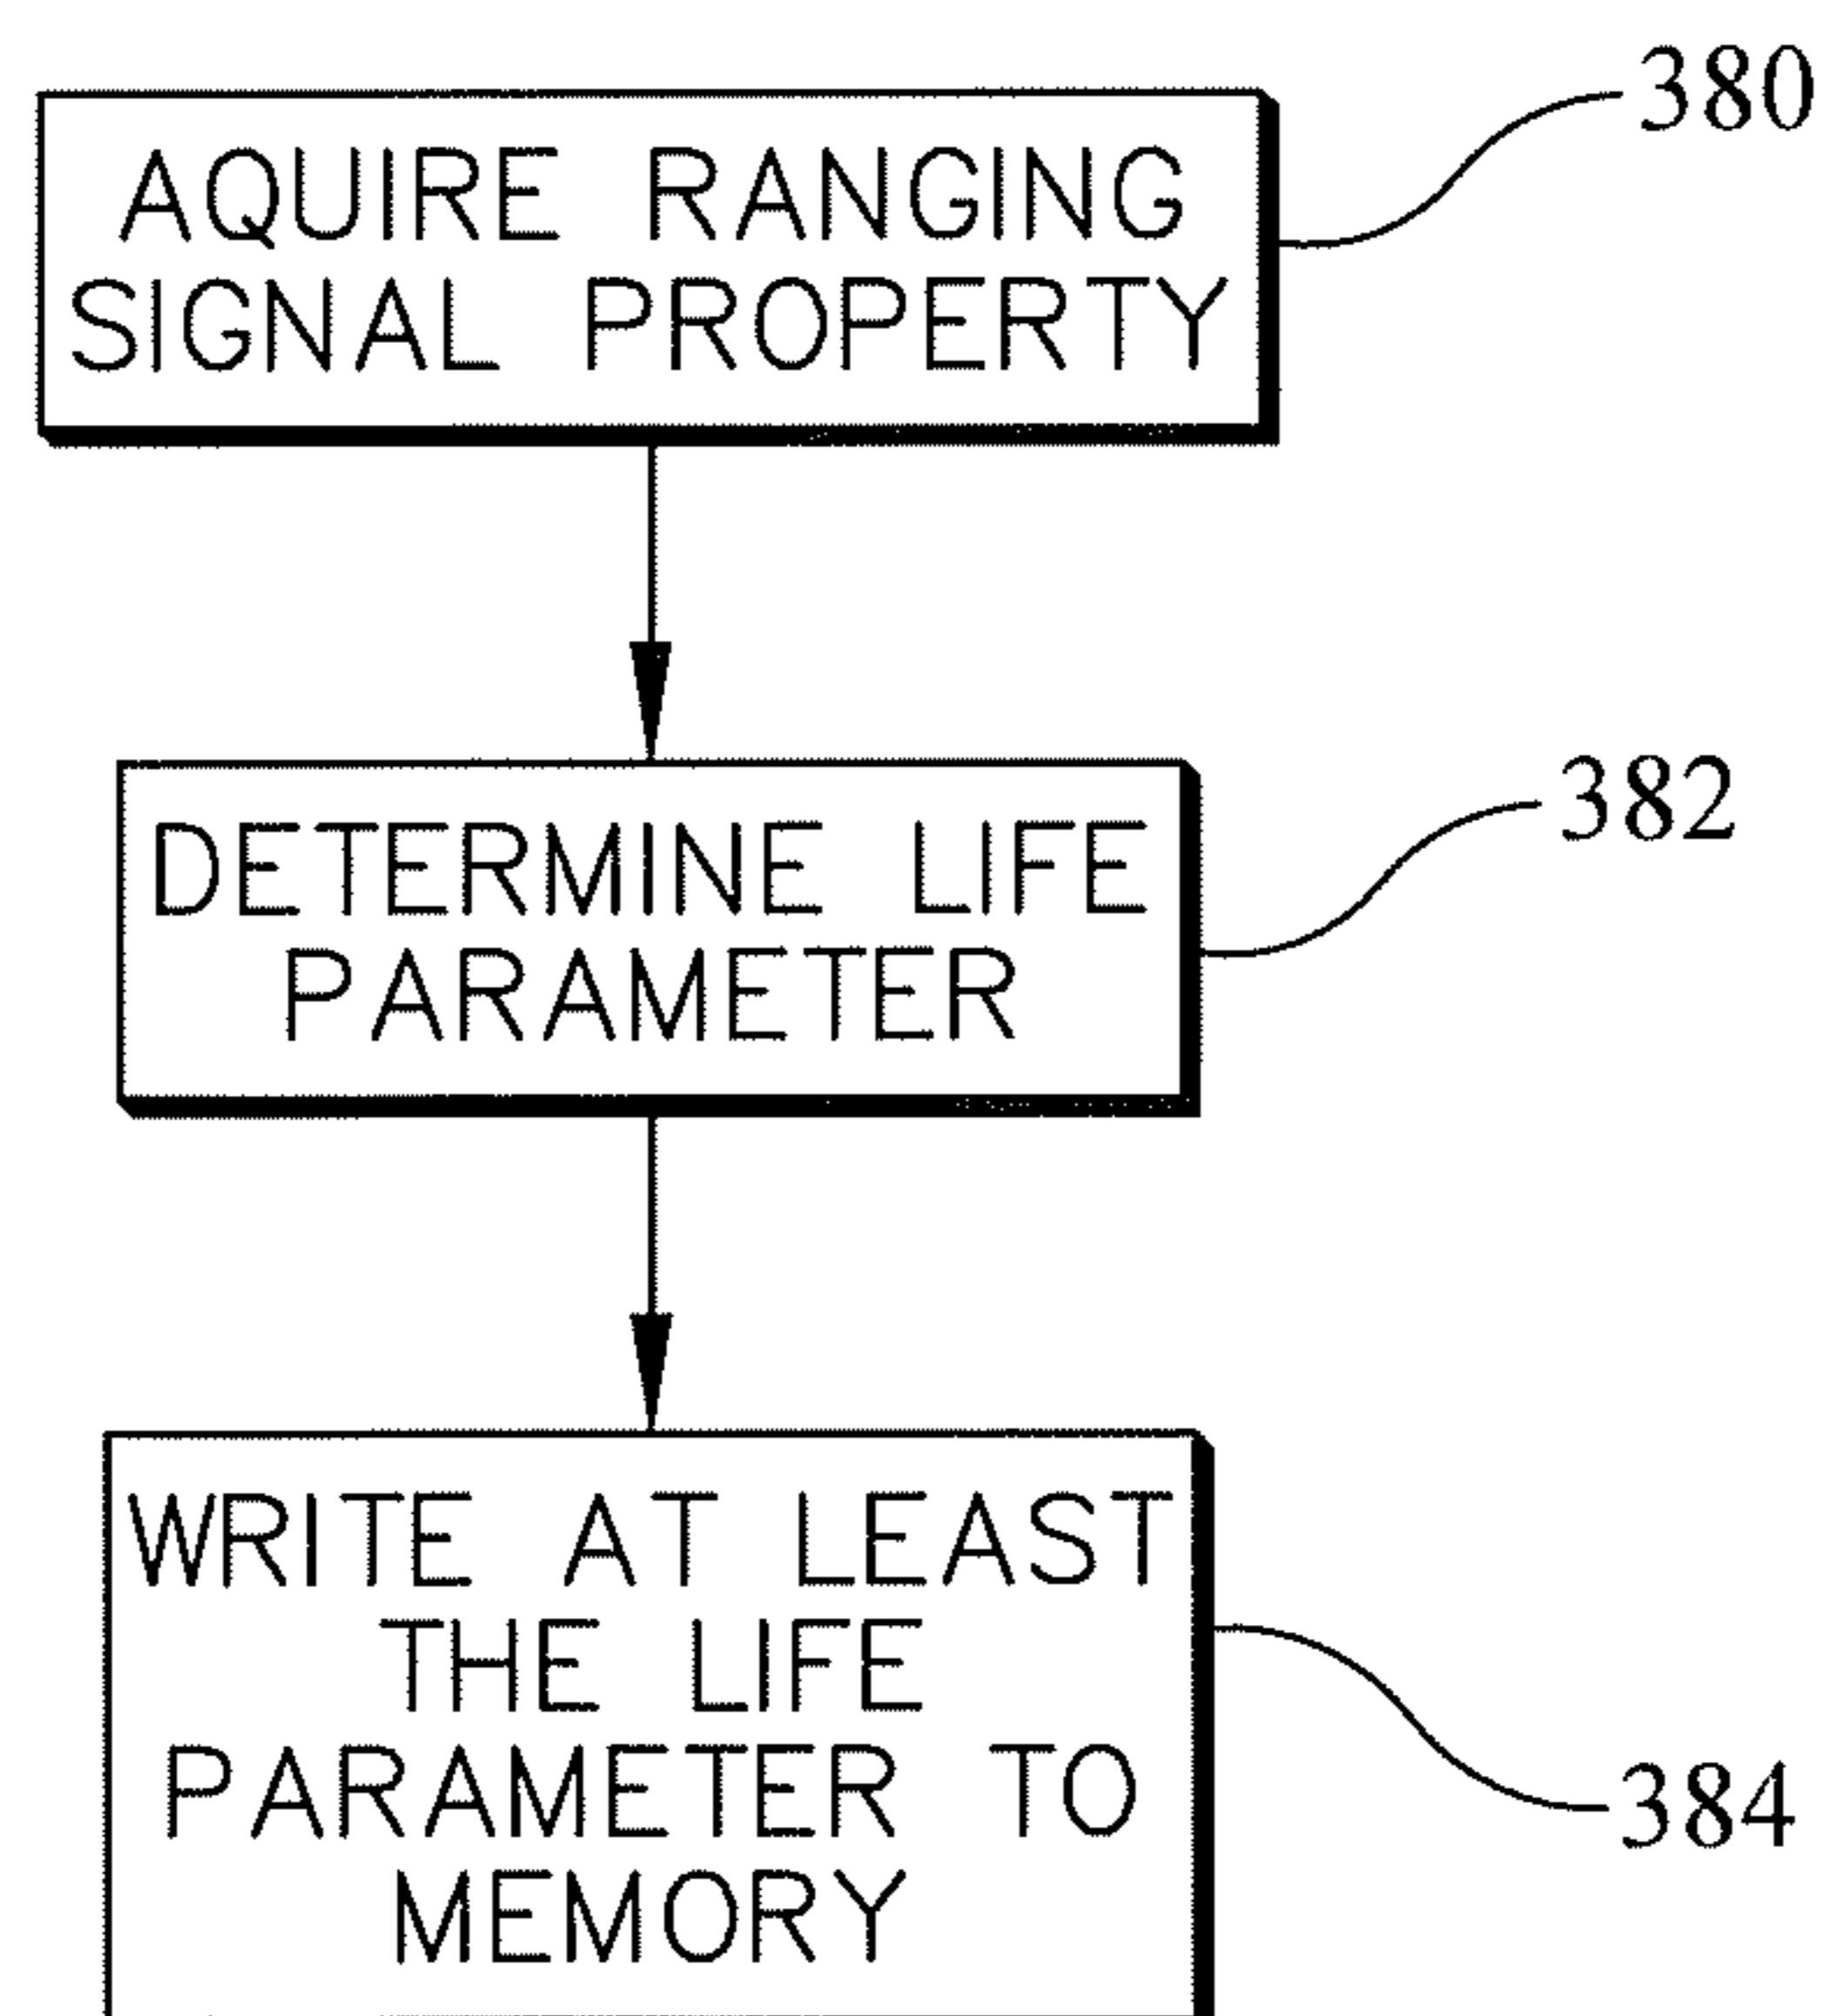 380
AQUIRE RANGING
SIGNAL PROPERTY
382
DETERMINE LIFE
PARAMETER
WRITE AT LEAST
THE LIFE
PARAMETER TO
MEMORY
384